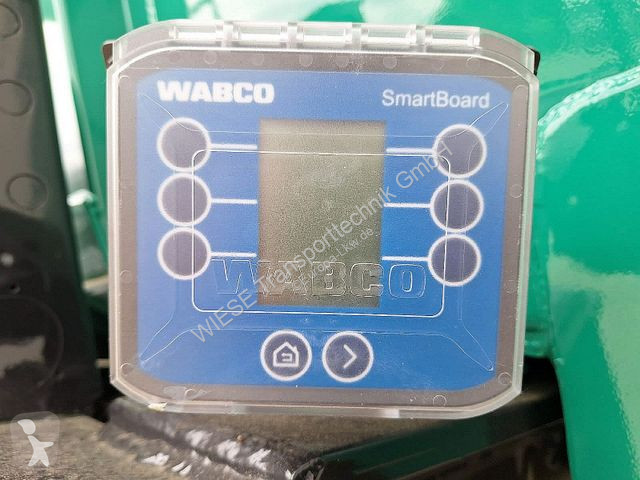 WABCO
SmartBoard
WABCO
WIESE Transporttechnik GmbH